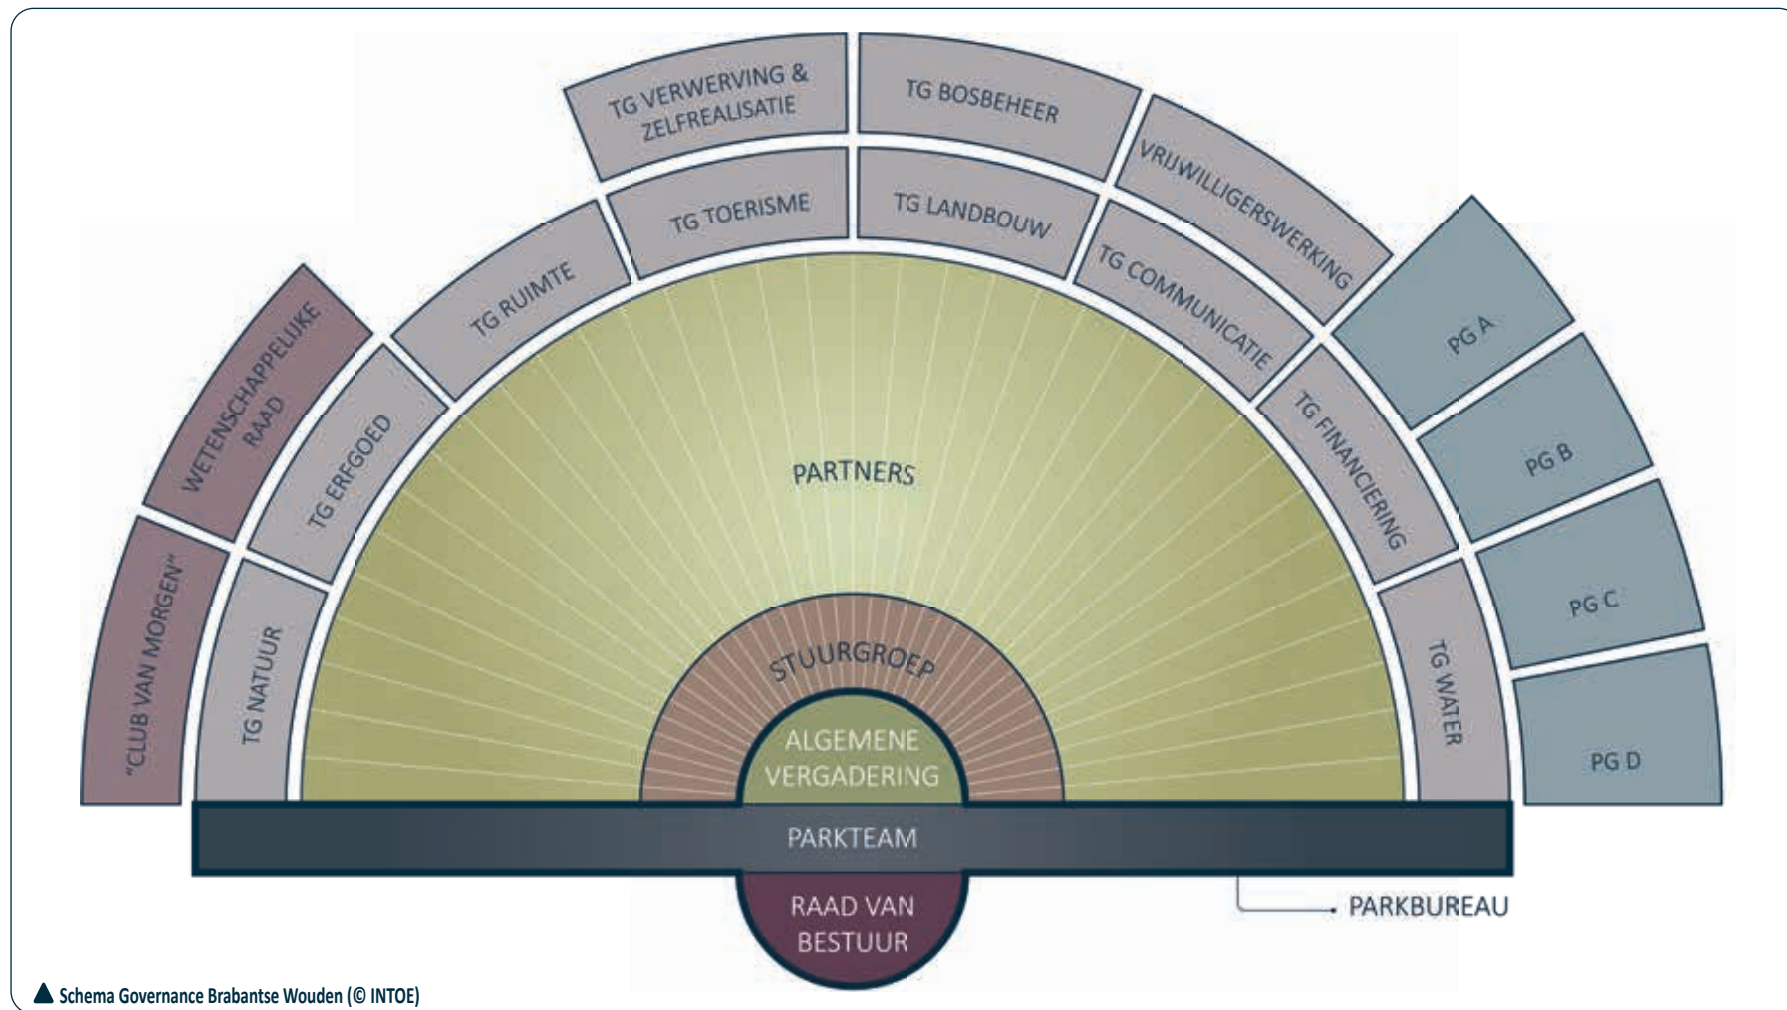 TG VERWERVING &
ZELFREALISATIE
TG BOSBEHEER
VRIJWILLIGERSWERKING
TG TOERISME
TG LANDBOUW
TG RUIMTE
TG COMMUNICATIE
WETENSCHAPPELIJKE
RAAD
TG ERFGOED
TG FINANCIERING
PG A
PG B
PG C
PG D
"CLUB VAN MORGEN"
TG NATUUR
TG WATER
PARTNERS
STUURGROEP
ALGEMENE
VERGADERING
PARKTEAM
RAAD VAN
BESTUUR
PARKBUREAU
Schema Governance Brabantse Wouden (© INTOE)